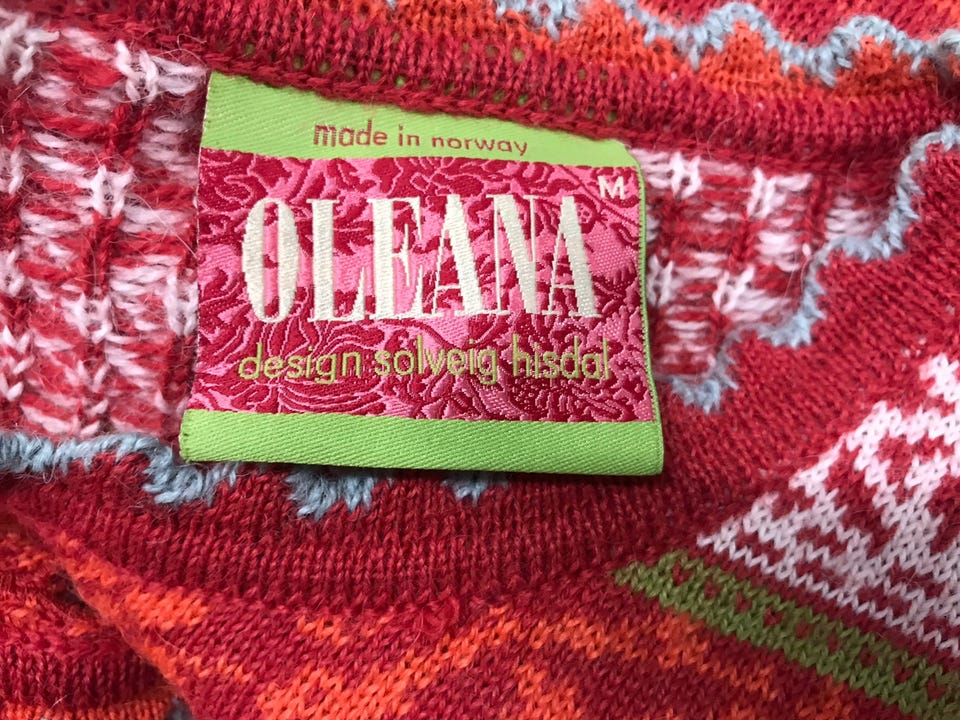 made in norway
M
OLEANA
design solveig hisdal